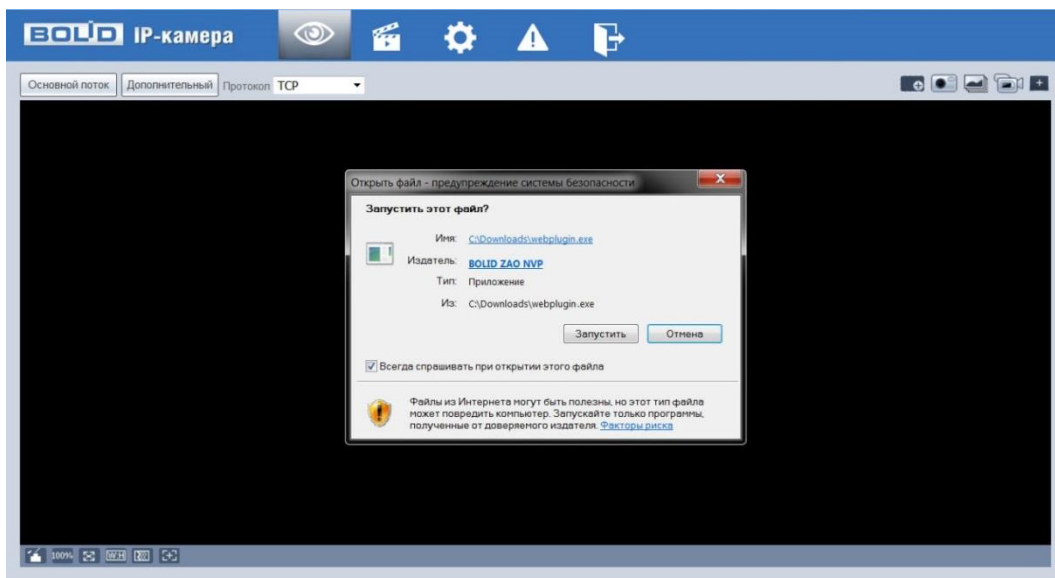 BOLID IP-камера
Основной поток Дополнительный Протокол TCP
Открыть файл - предупреждение системы безопасности
Запустить этот файл?
Имя: C:\Downloads\webplugin.exe
Издатель: BOLID ZAO NVP
Тип: Приложение
Из: C:\Downloads\webplugin.exe
Запустить Отмена
Всегда спрашивать при открытии этого файла
Файлы из Интернета могут быть полезны, но этот тип файла
может повредить компьютер. Запускайте только программы,
полученные от доверяемого издателя. Факторы риска
100% W:H